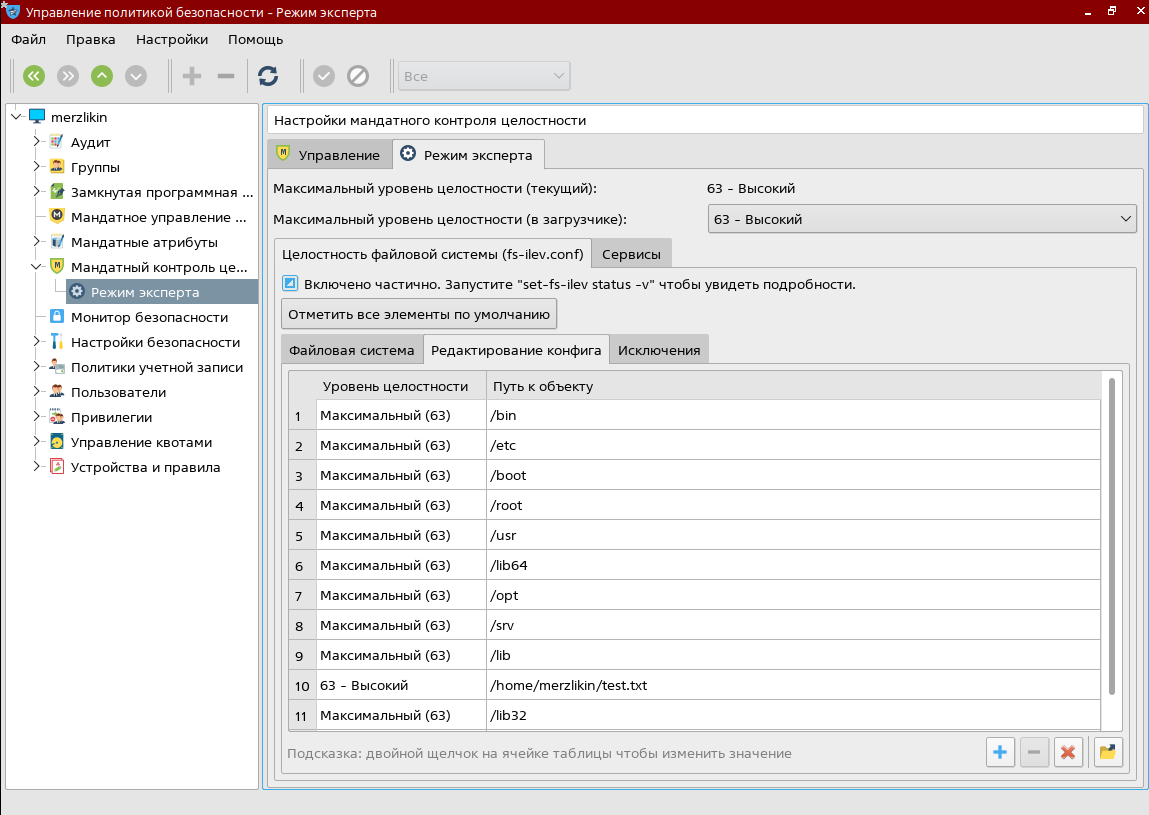 Управление политикой безопасности - Режим эксперта
Файл Правка Настройки Помощь
Все
merzlikin
Аудит
Группы
Замкнутая программная ...
Мандатное управление ...
Мандатные атрибуты
Мандатный контроль це...
Режим эксперта
Монитор безопасности
Настройки безопасности
Политики учетной записи
Пользователи
Привилегии
Управление квотами
Устройства и правила
Настройки мандатного контроля целостности
Управление Режим эксперта
Максимальный уровень целостности (текущий): 63 - Высокий
Максимальный уровень целостности (в загрузчике): 63 - Высокий
Целостность файловой системы (fs-ilev.conf) Сервисы
Включено частично. Запустите "set-fs-ilev status -v" чтобы увидеть подробности.
Отметить все элементы по умолчанию
Файловая система Редактирование конфига Исключения
Уровень целостности Путь к объекту
1 Максимальный (63) /bin
2 Максимальный (63) /etc
3 Максимальный (63) /boot
4 Максимальный (63) /root
5 Максимальный (63) /usr
6 Максимальный (63) /lib64
7 Максимальный (63) /opt
8 Максимальный (63) /srv
9 Максимальный (63) /lib
10 63 - Высокий /home/merzlikin/test.txt
11 Максимальный (63) /lib32
Подсказка: двойной щелчок на ячейке таблицы чтобы изменить значение